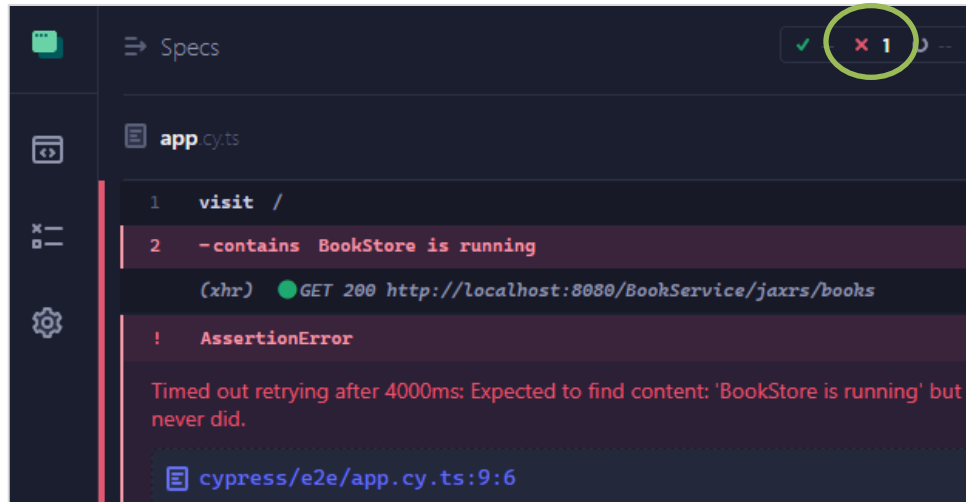 Specs
✓ -- ✕ 1 --
app.cy.ts
1 visit /
2 -contains BookStore is running
(xhr) GET 200 http://localhost:8080/BookService/jaxrs/books
! AssertionError
Timed out retrying after 4000ms: Expected to find content: 'BookStore is running' but
never did.
cypress/e2e/app.cy.ts:9:6